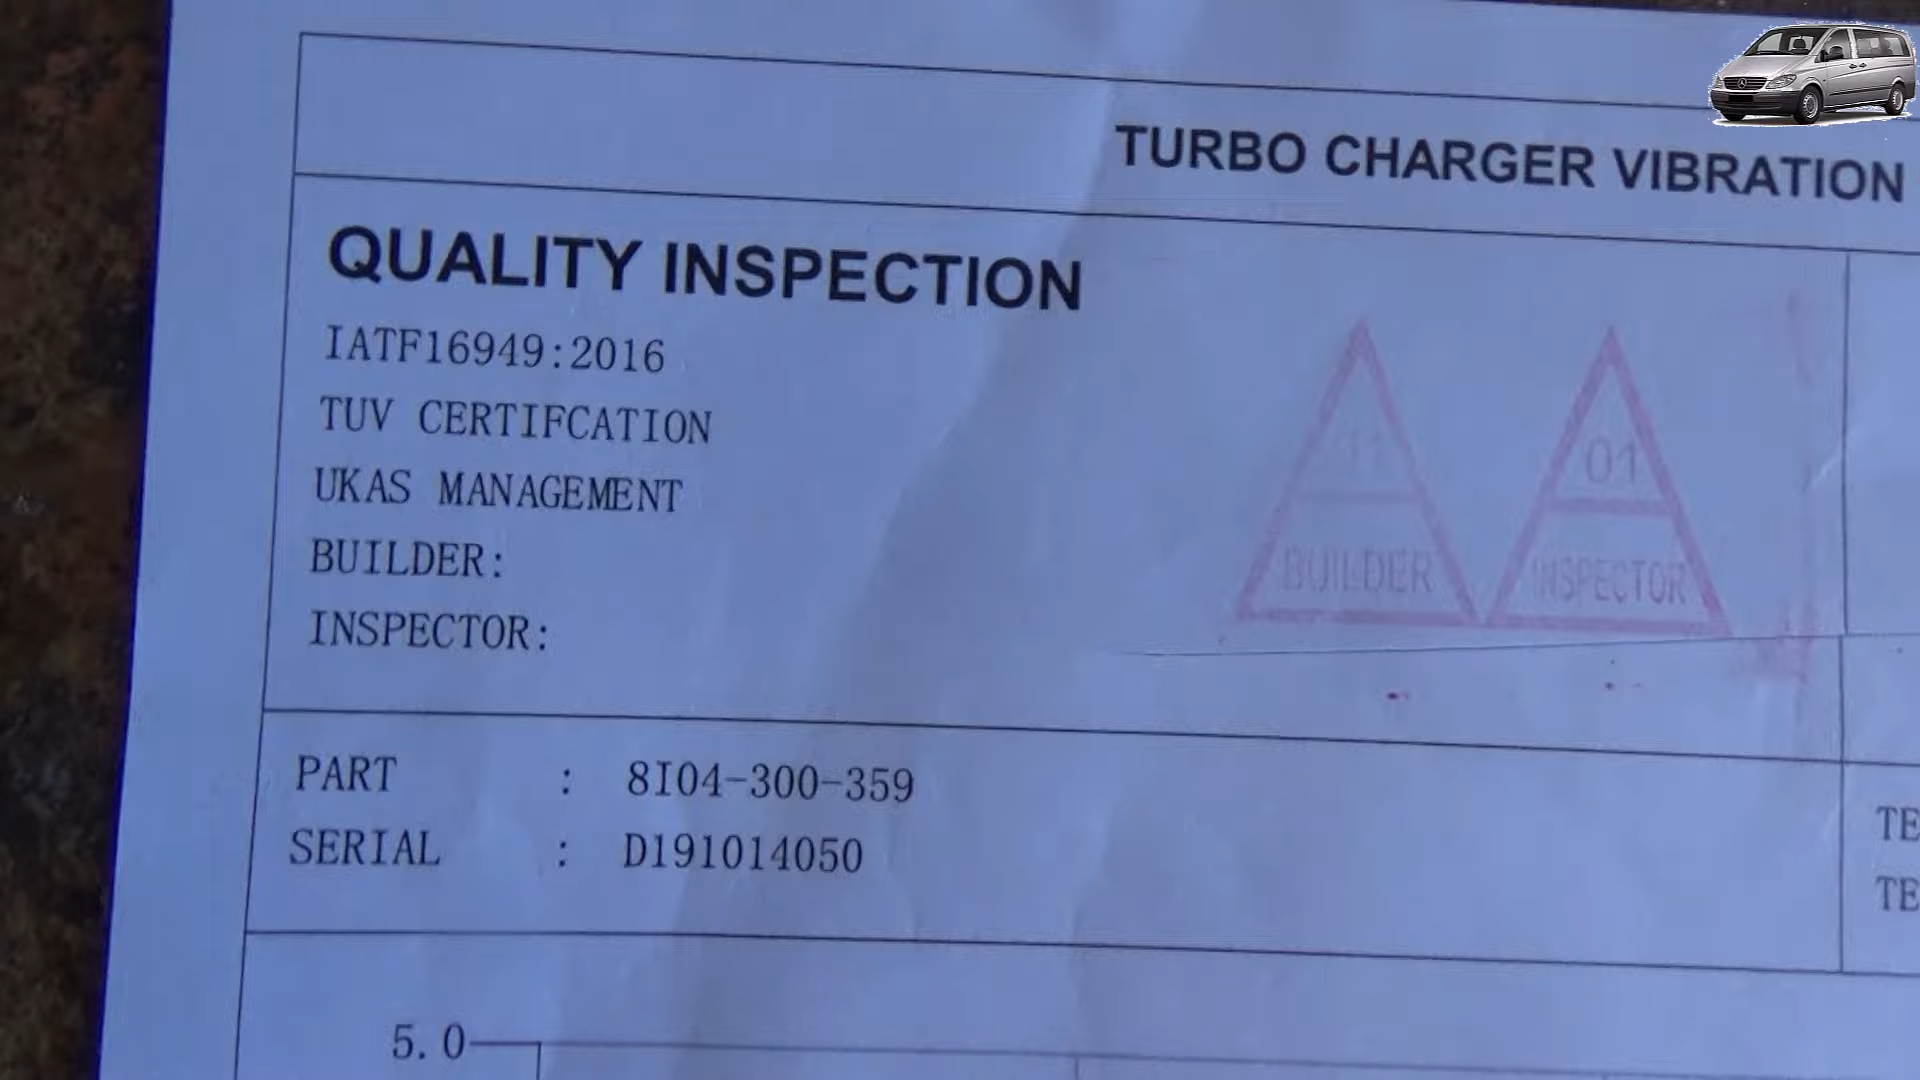 TURBO CHARGER VIBRATION
QUALITY INSPECTION
IATF16949:2016
TUV CERTIFCATION
UKAS MANAGEMENT
BUILDER:
INSPECTOR:
01
BUILDER
INSPECTOR
PART : 8I04-300-359
SERIAL : D191014050
TE
TE
5.0